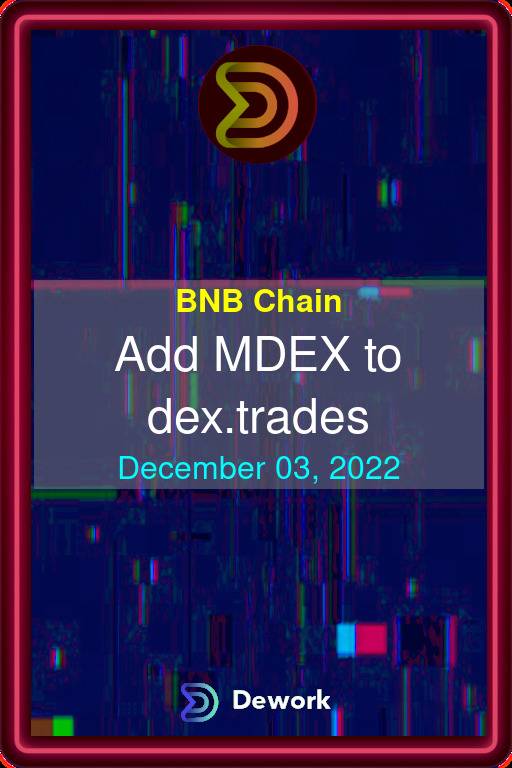 BNB Chain
Add MDEX to
dex.trades
December 03, 2022
Dework